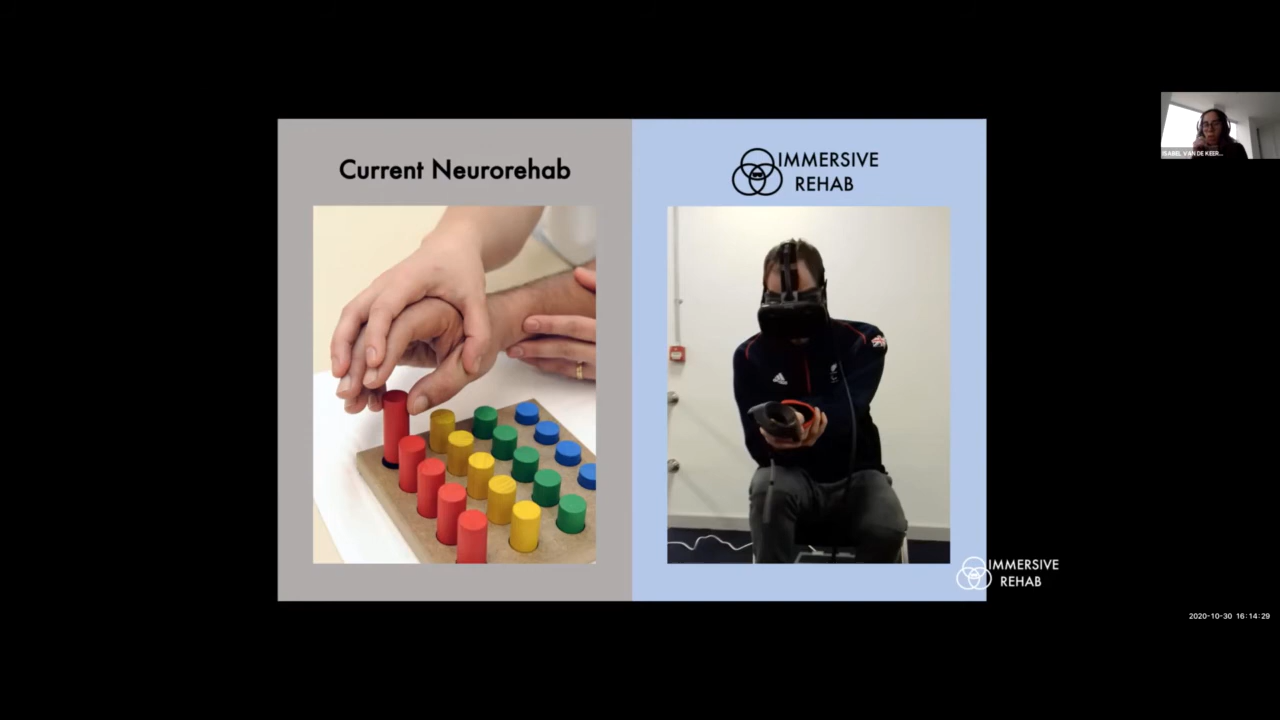 Current Neurorehab
IMMERSIVE
REHAB
ISABEL VAN DE KEER...
IMMERSIVE
REHAB
2020-10-30 16:14:29